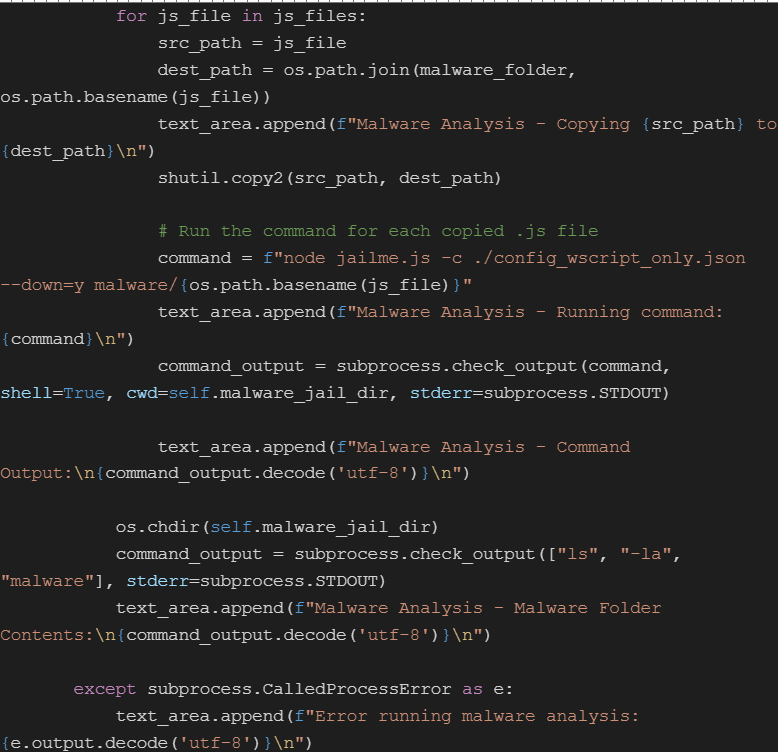 for js_file in js_files:
src_path = js_file
dest_path = os.path.join(malware_folder,
os.path.basename(js_file))
text_area.append(f"Malware Analysis - Copying {src_path} to
{dest_path}\n")
shutil.copy2(src_path, dest_path)
# Run the command for each copied .js file
command = f"node jailme.js -c ./config_wscript_only.json
--down=y malware/{os.path.basename(js_file)}"
text_area.append(f"Malware Analysis - Running command:
{command}\n")
command_output = subprocess.check_output(command,
shell=True, cwd=self.malware_jail_dir, stderr=subprocess.STDOUT)
text_area.append(f"Malware Analysis - Command
Output:\n{command_output.decode('utf-8')}\n")
os.chdir(self.malware_jail_dir)
command_output = subprocess.check_output(["ls", "-la",
"malware"], stderr=subprocess.STDOUT)
text_area.append(f"Malware Analysis - Malware Folder
Contents:\n{command_output.decode('utf-8')}\n")
except subprocess.CalledProcessError as e:
text_area.append(f"Error running malware analysis:
{e.output.decode('utf-8')}\n")